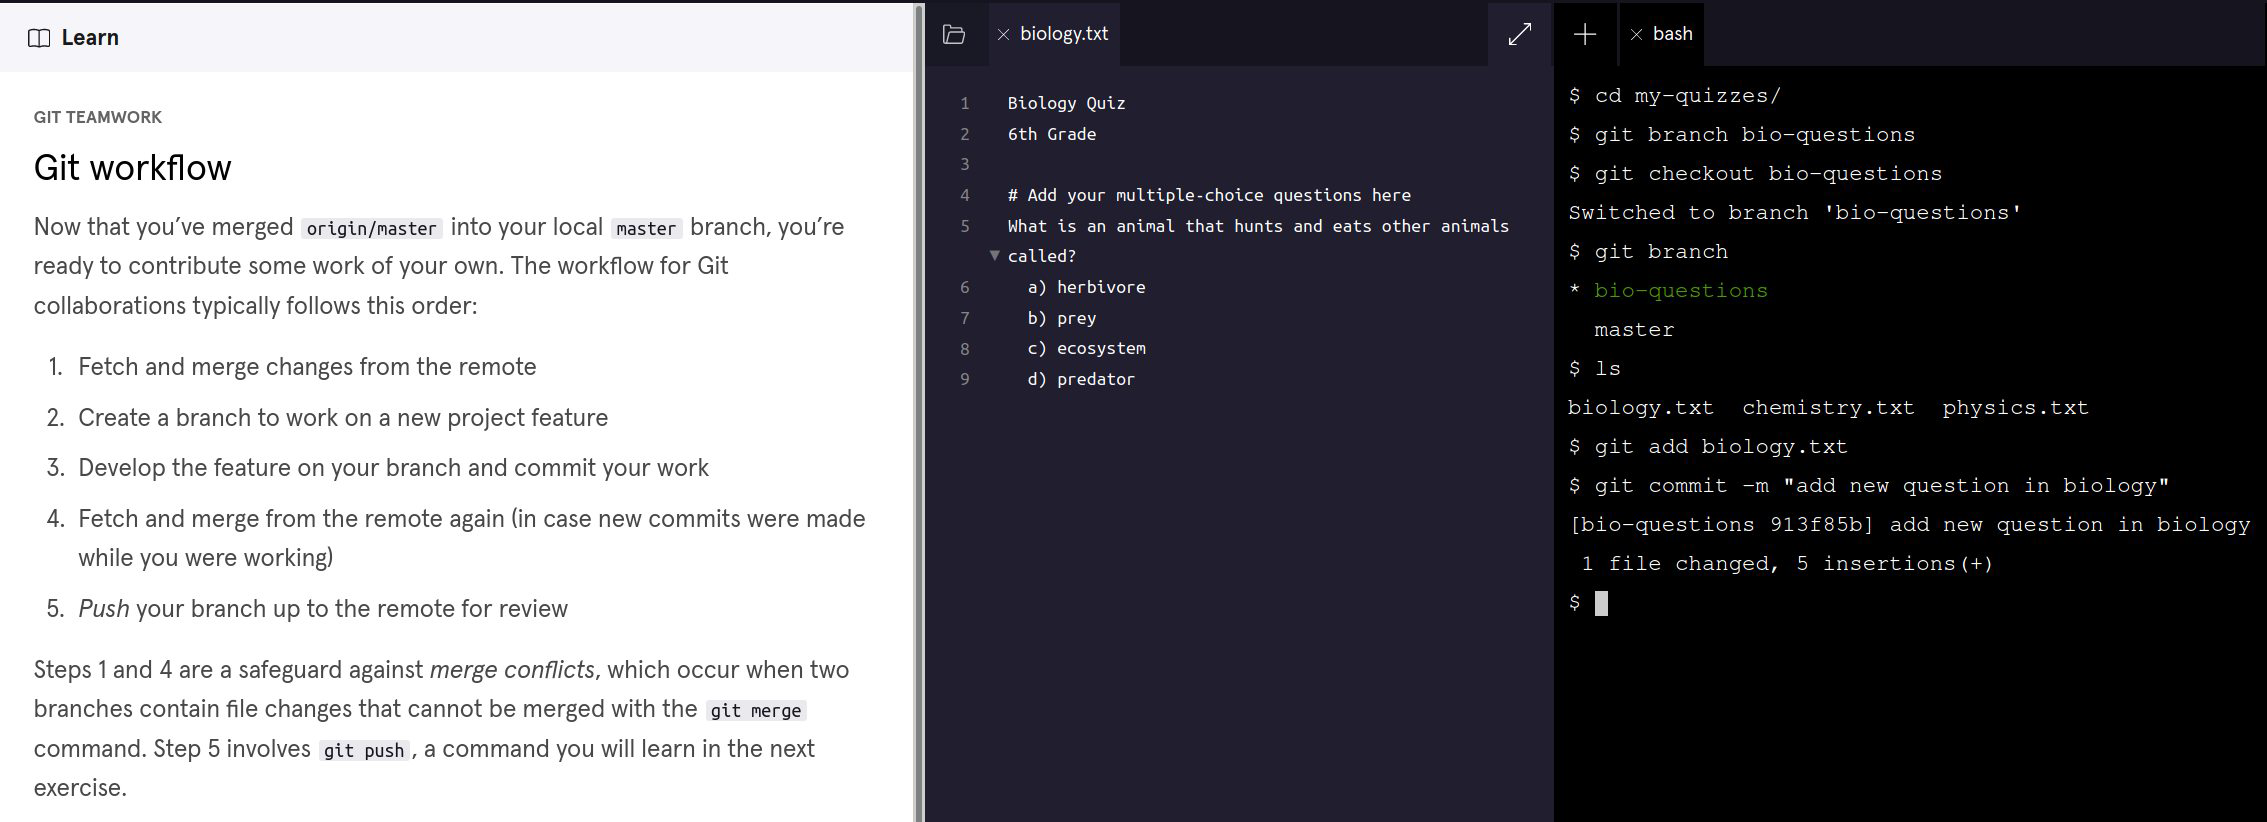 Learn
GIT TEAMWORK
Git workflow
Now that you’ve merged origin/master into your local master branch, you’re
ready to contribute some work of your own. The workflow for Git
collaborations typically follows this order:
1. Fetch and merge changes from the remote
2. Create a branch to work on a new project feature
3. Develop the feature on your branch and commit your work
4. Fetch and merge from the remote again (in case new commits were made
while you were working)
5. Push your branch up to the remote for review
Steps 1 and 4 are a safeguard against merge conflicts, which occur when two
branches contain file changes that cannot be merged with the git merge
command. Step 5 involves git push, a command you will learn in the next
exercise.
biology.txt
1 Biology Quiz
2 6th Grade
3
4 # Add your multiple-choice questions here
5 What is an animal that hunts and eats other animals
called?
6 a) herbivore
7 b) prey
8 c) ecosystem
9 d) predator
bash
$ cd my-quizzes/
$ git branch bio-questions
$ git checkout bio-questions
Switched to branch 'bio-questions'
$ git branch
* bio-questions
master
$ ls
biology.txt chemistry.txt physics.txt
$ git add biology.txt
$ git commit -m "add new question in biology"
[bio-questions 913f85b] add new question in biology
1 file changed, 5 insertions(+)
$